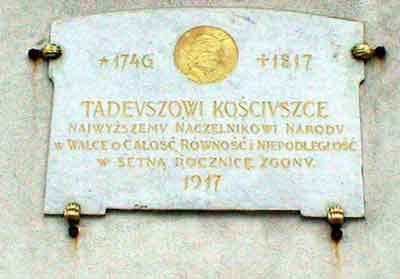 *1746 +1817
TADEVSZOWI KOŚCIVSZCE
NAJWYŻSZEMV NACZELNIKOWI NARODV
W WALCE O CAŁOŚĆ RÓWNOŚĆ I NIEPODLEGŁOŚĆ
W SETNĄ ROCZNICĘ ZGONV.
1917